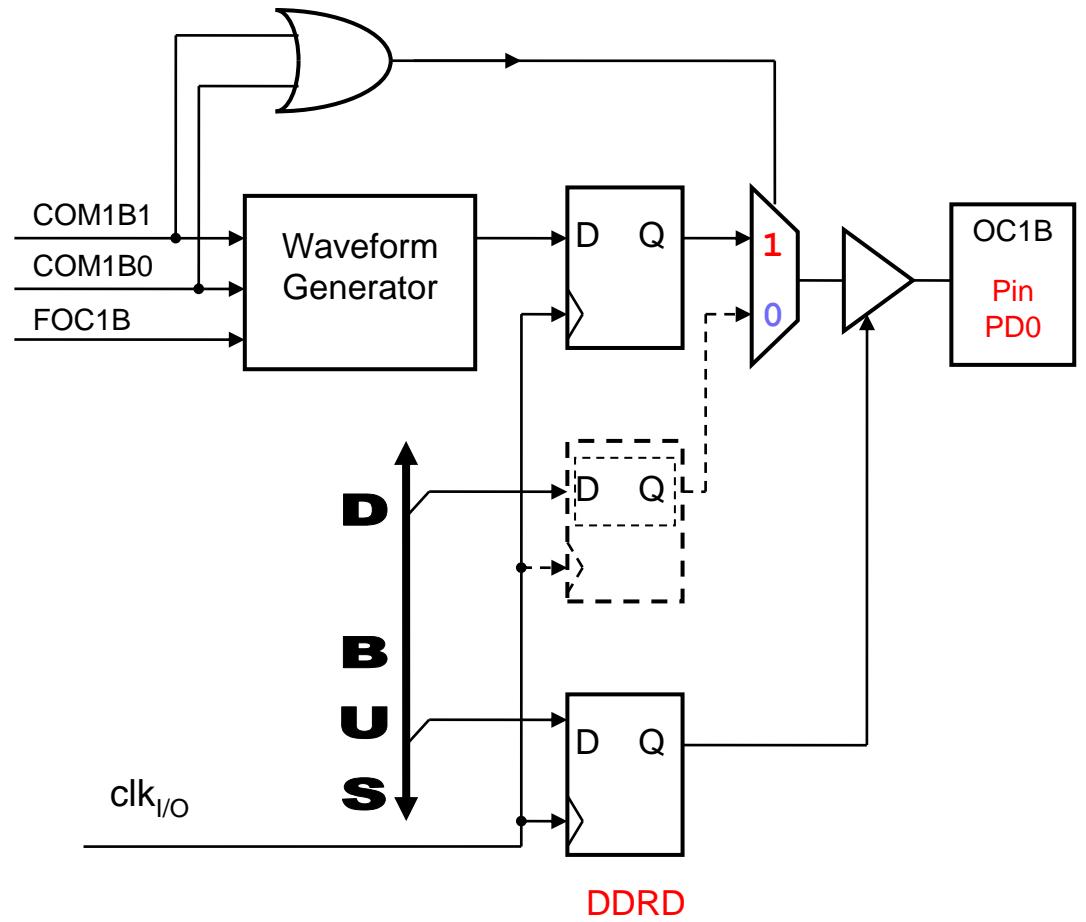 COM1B1
COM1B0
FOC1B
Waveform
Generator
D Q
1
0
OC1B
Pin
PD0
D Q
D
B
U
S
D Q
clkI/O
DDRD